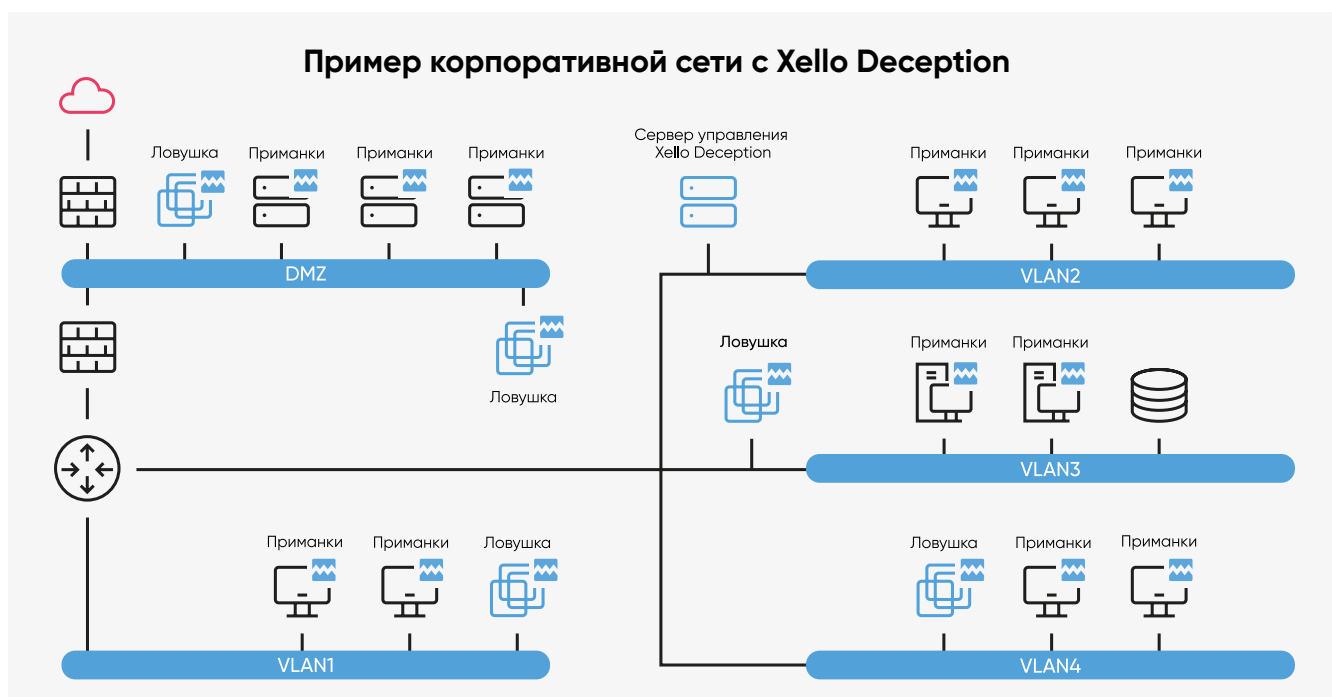 Пример корпоративной сети с Xello Deception
Ловушка
Приманки
Приманки
Приманки
Сервер управления
Xello Deception
Приманки
Приманки
Приманки
DMZ
VLAN2
Ловушка
Ловушка
Приманки
Приманки
VLAN3
Приманки
Приманки
Ловушка
Ловушка
Приманки
Приманки
VLAN1
VLAN4